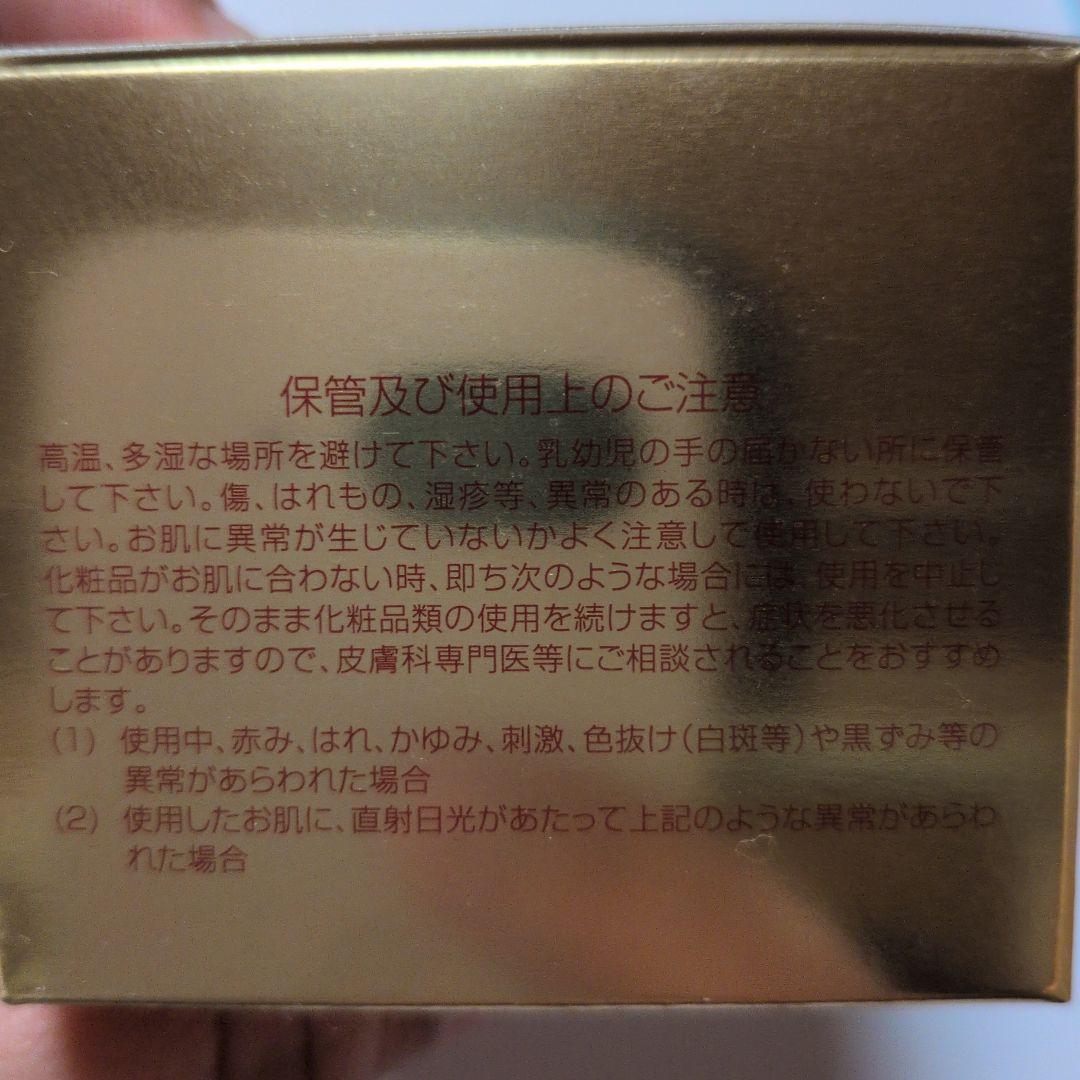 保管及び使用上のご注意
高温、多湿な場所を避けて下さい。乳幼児の手の届かない所に保管
して下さい。傷、はれもの、湿疹等、異常のある時は、使わないで下
さい。お肌に異常が生じていないかよく注意して使用して下さい。
化粧品がお肌に合わない時、即ち次のような場合には、使用を中止し
て下さい。そのまま化粧品類の使用を続けますと、症状を悪化させる
ことがありますので、皮膚科専門医等にご相談されることをおすすめ
します。
(1) 使用中、赤み、はれ、かゆみ、刺激、色抜け(白斑等)や黒ずみ等の
異常があらわれた場合
(2) 使用したお肌に、直射日光があたって上記のような異常があらわ
れた場合